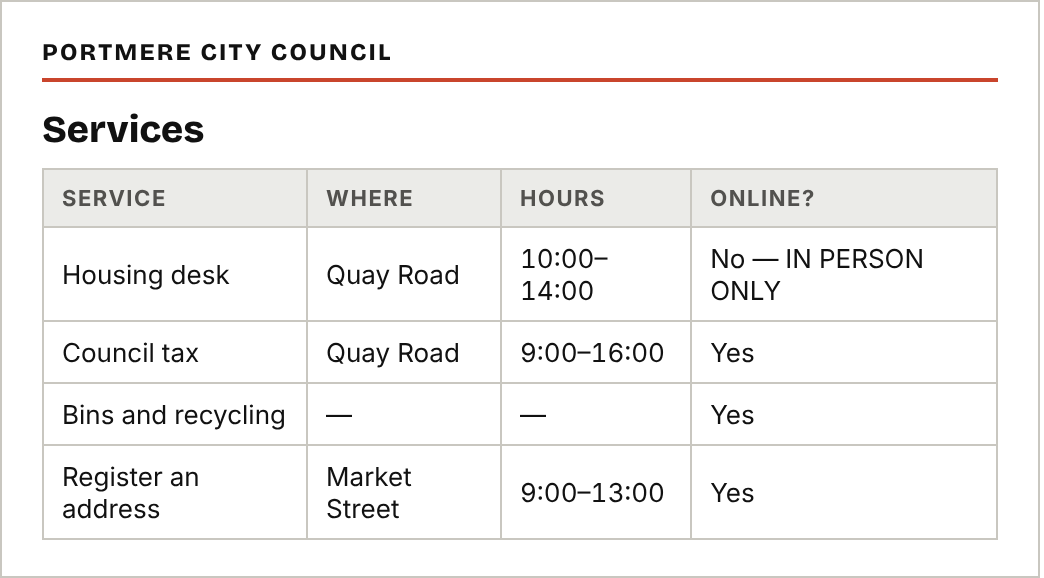 PORTMERE CITY COUNCIL
Services
SERVICE WHERE HOURS ONLINE?
Housing desk Quay Road 10:00–14:00 No — IN PERSON ONLY
Council tax Quay Road 9:00–16:00 Yes
Bins and recycling — — Yes
Register an address Market Street 9:00–13:00 Yes